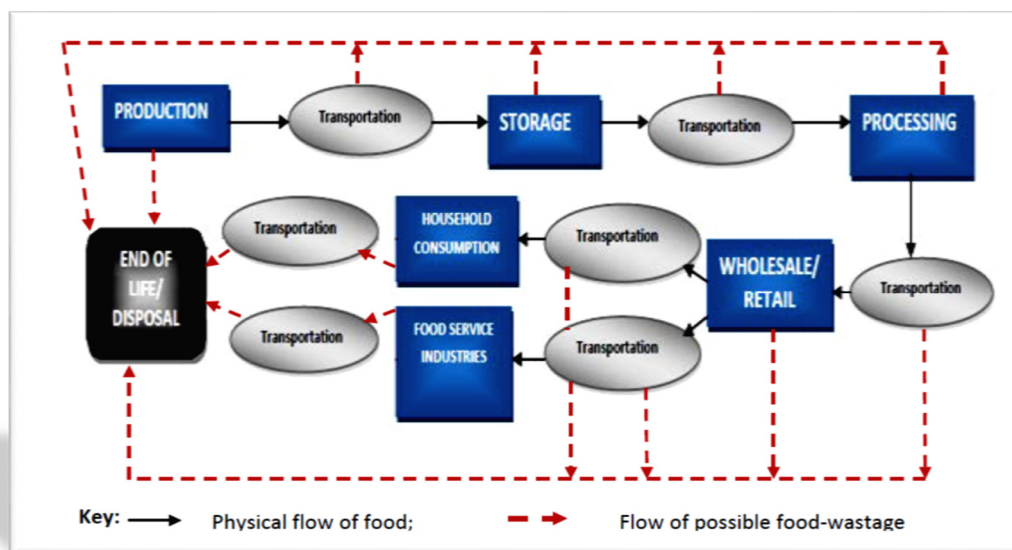 PRODUCTION
Transportation
STORAGE
Transportation
PROCESSING
Transportation
HOUSEHOLD
CONSUMPTION
Transportation
END OF
LIFE/
DISPOSAL
WHOLESALE/
RETAIL
Transportation
Transportation
FOOD SERVICE
INDUSTRIES
Transportation
Key: Physical flow of food; Flow of possible food-wastage